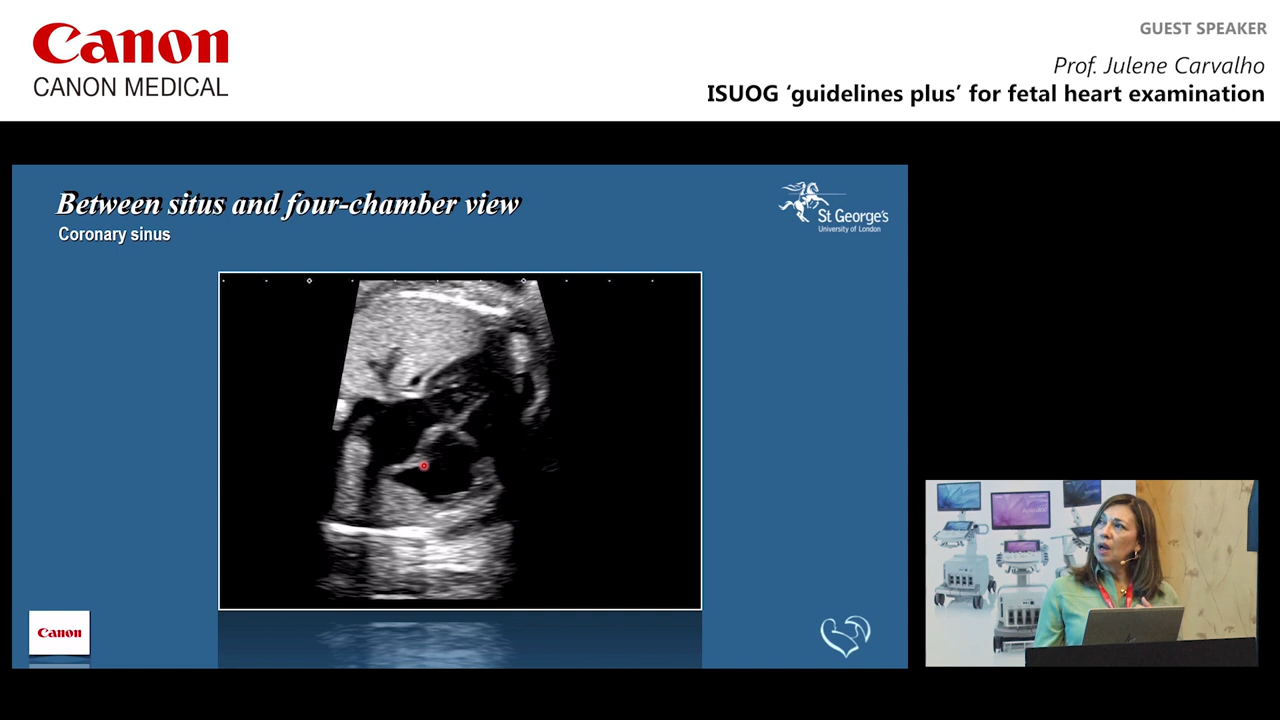 Canon
CANON MEDICAL
GUEST SPEAKER
Prof. Julene Carvalho
ISUOG ‘guidelines plus’ for fetal heart examination
Between situs and four-chamber view
Coronary sinus
St George's
University of London
Canon